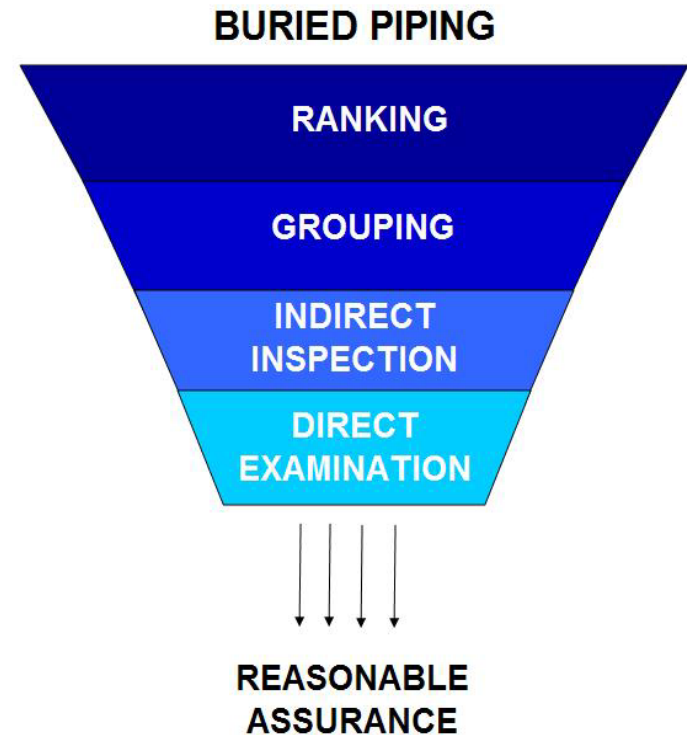 BURIED PIPING
RANKING
GROUPING
INDIRECT
INSPECTION
DIRECT
EXAMINATION
REASONABLE
ASSURANCE